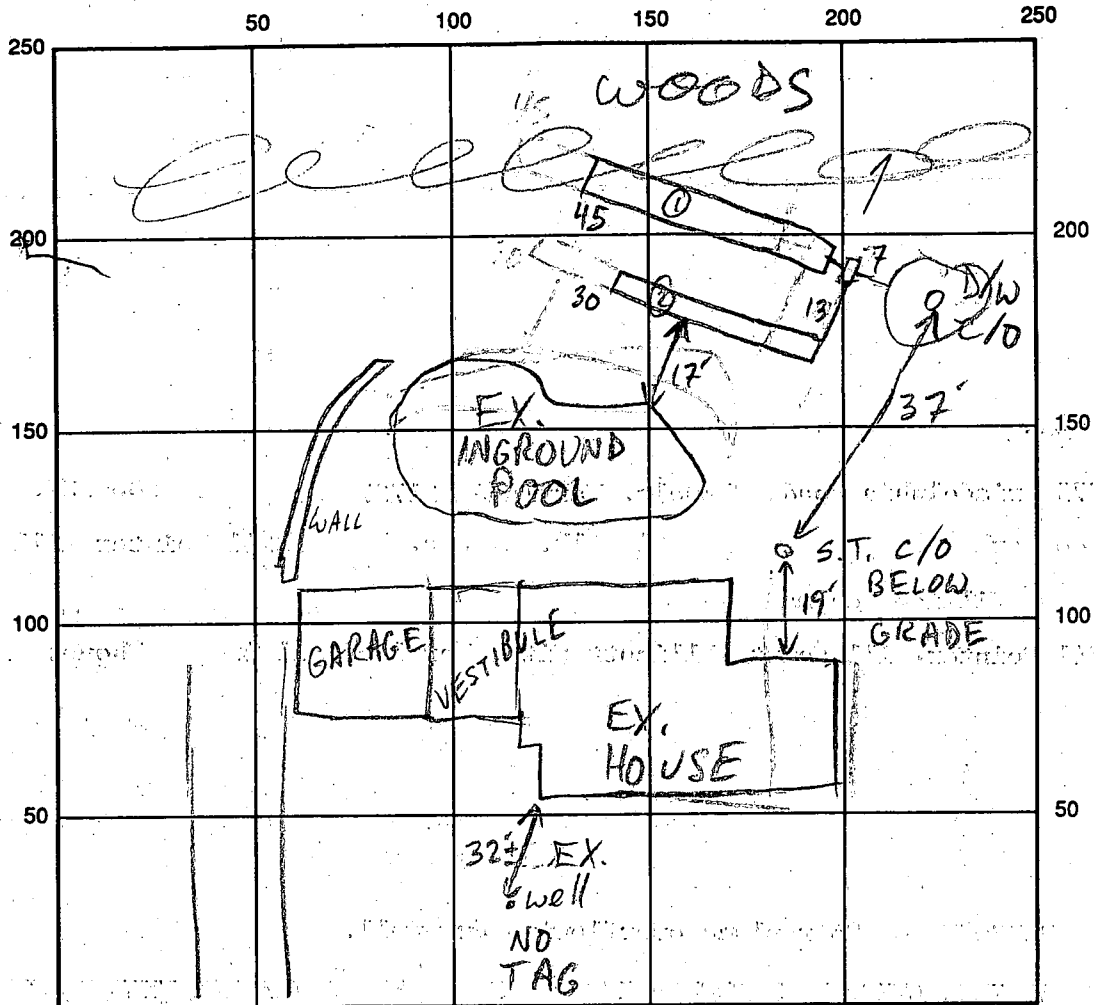 50 100 150 200 250
250
WOODS
45
①
200 200
7
30
②
13
D/W
C/O
17'
37'
150 150
EX.
INGROUND
POOL
WALL
S.T. C/O
BELOW
GRADE
19'
100 100
GARAGE
VESTIBULE
EX.
HOUSE
50 50
32'± EX.
well
NO
TAG